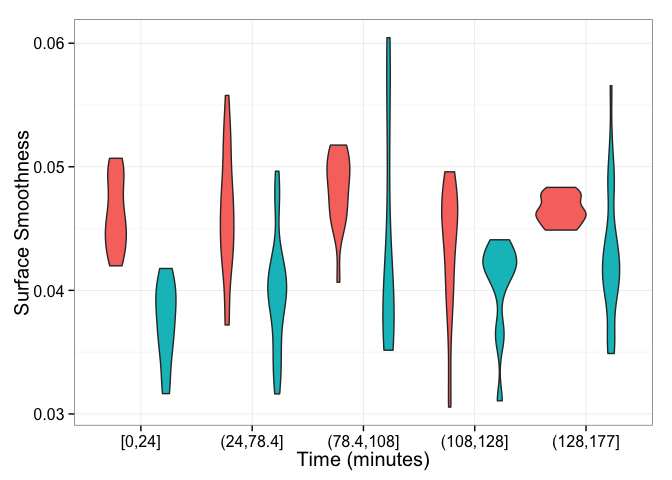 0.06
0.05
0.04
0.03
Surface Smoothness
[0,24] (24,78.4] (78.4,108] (108,128] (128,177]
Time (minutes)